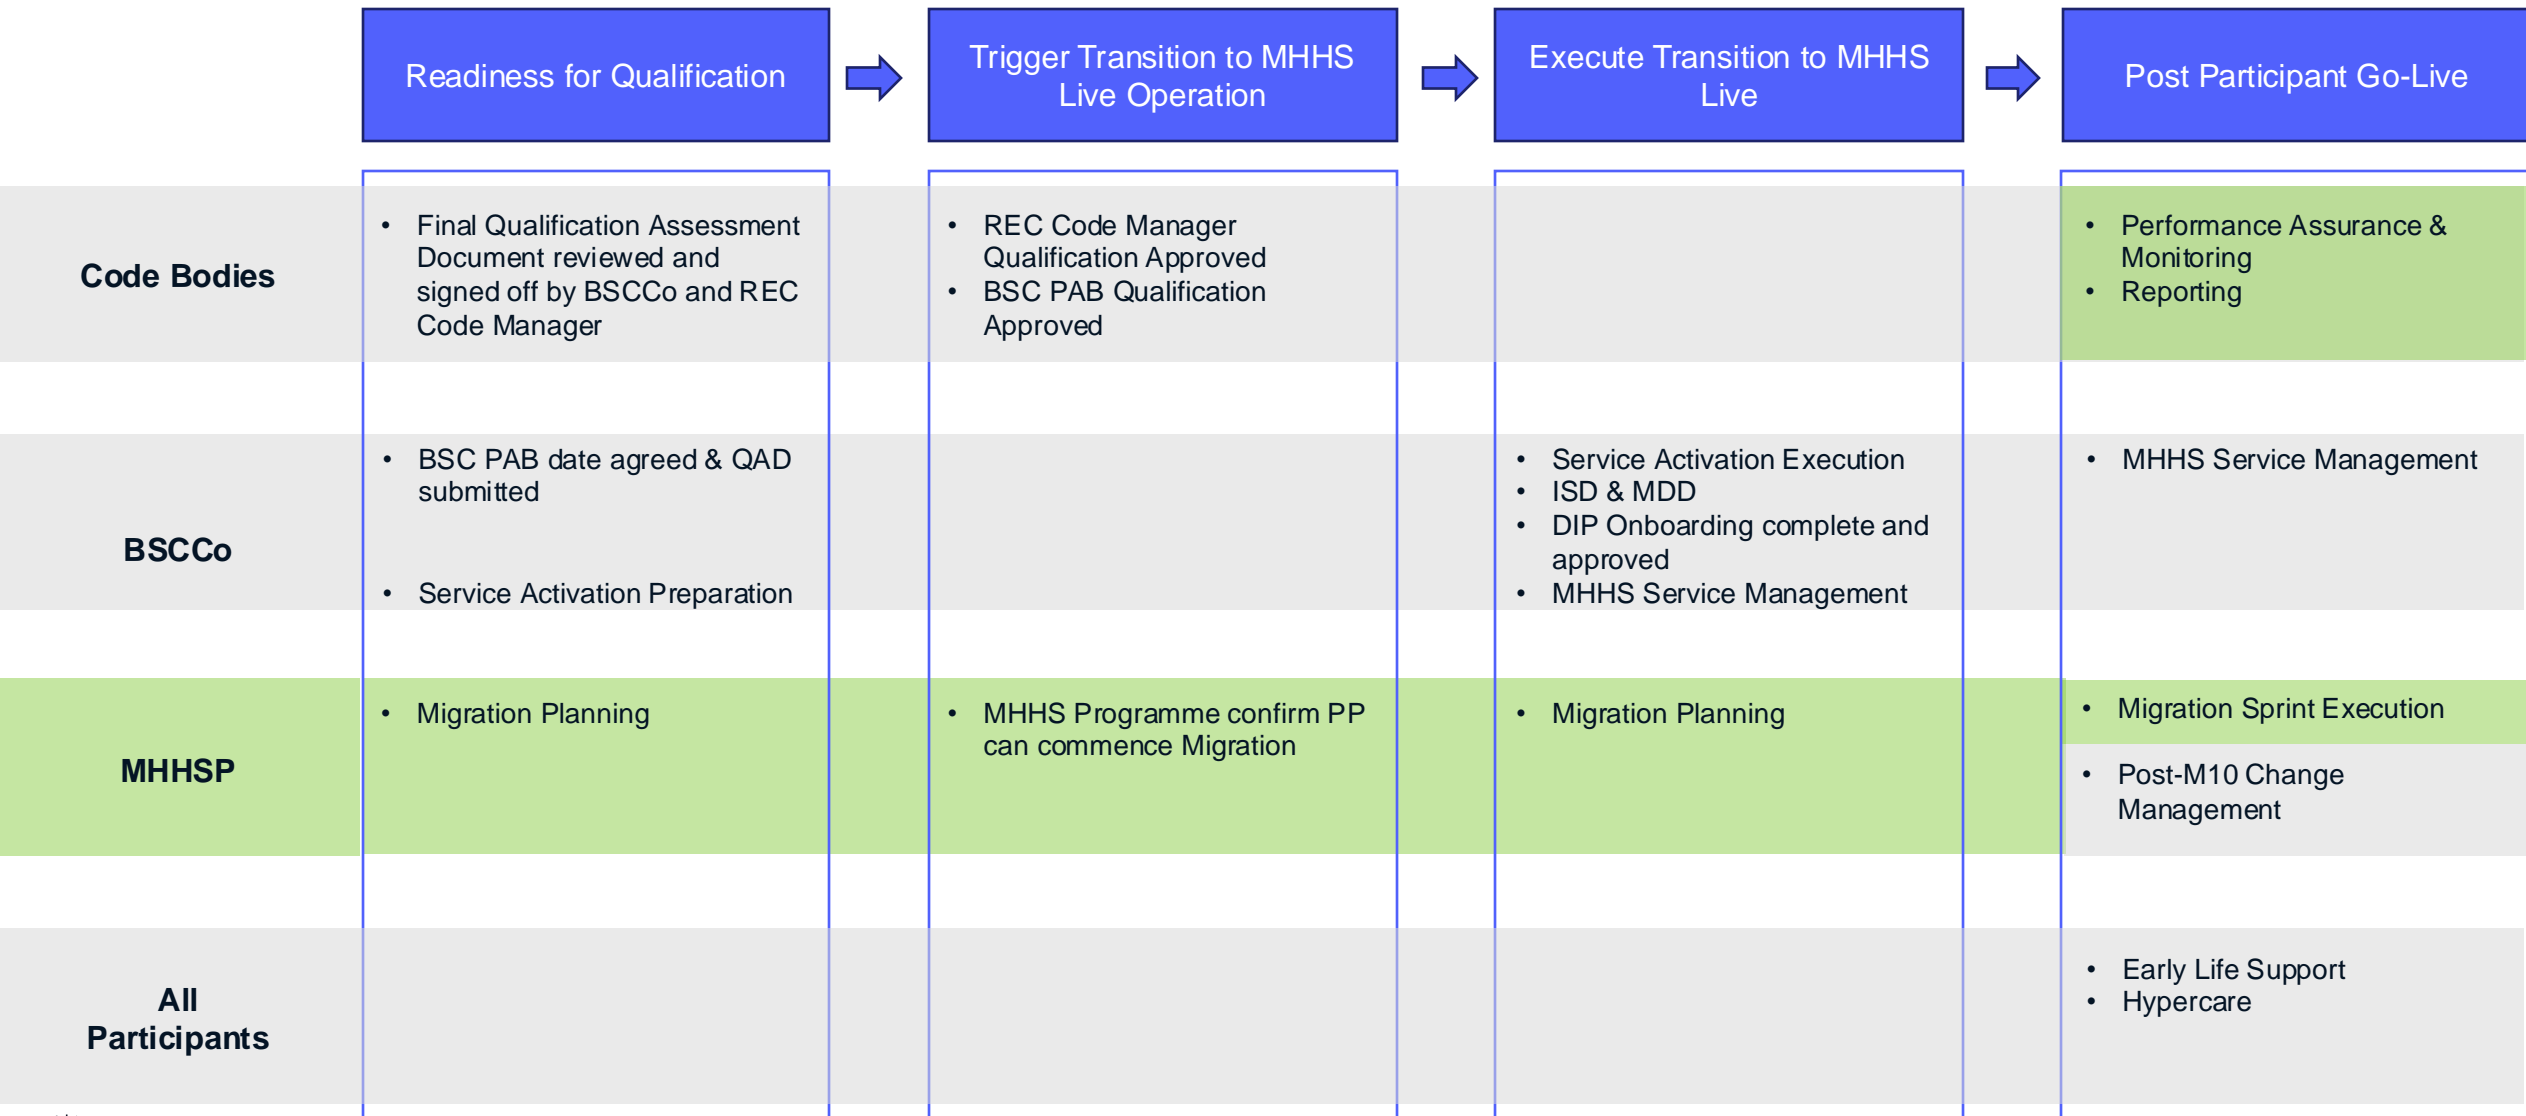 Readiness for Qualification
Trigger Transition to MHHS
Live Operation
Execute Transition to MHHS
Live
Post Participant Go-Live
Code Bodies
• Final Qualification Assessment
Document reviewed and
signed off by BSCCo and REC
Code Manager
• REC Code Manager
Qualification Approved
• BSC PAB Qualification
Approved
• Performance Assurance &
Monitoring
• Reporting
BSCCo
• BSC PAB date agreed & QAD
submitted
• Service Activation Preparation
• Service Activation Execution
• ISD & MDD
• DIP Onboarding complete and
approved
• MHHS Service Management
• MHHS Service Management
MHHSP
• Migration Planning
• MHHS Programme confirm PP
can commence Migration
• Migration Planning
• Migration Sprint Execution
• Post-M10 Change
Management
All
Participants
• Early Life Support
• Hypercare